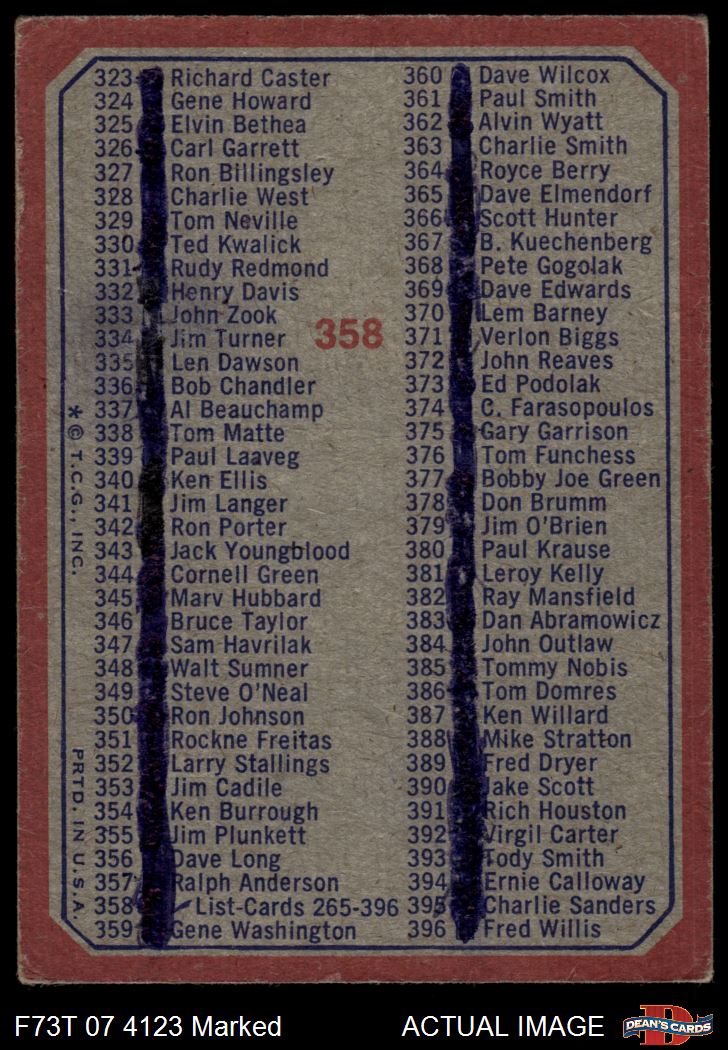 323 Richard Caster
324 Gene Howard
325 Elvin Bethea
326 Carl Garrett
327 Ron Billingsley
328 Charlie West
329 Tom Neville
330 Ted Kwalick
331 Rudy Redmond
332 Henry Davis
333 John Zook
334 Jim Turner
335 Len Dawson
336 Bob Chandler
337 Al Beauchamp
338 Tom Matte
339 Paul Laaveg
340 Ken Ellis
341 Jim Langer
342 Ron Porter
343 Jack Youngblood
344 Cornell Green
345 Marv Hubbard
346 Bruce Taylor
347 Sam Havrilak
348 Walt Sumner
349 Steve O'Neal
350 Ron Johnson
351 Rockne Freitas
352 Larry Stallings
353 Jim Cadile
354 Ken Burrough
355 Jim Plunkett
356 Dave Long
357 Ralph Anderson
358 List-Cards 265-396
359 Gene Washington
358
360 Dave Wilcox
361 Paul Smith
362 Alvin Wyatt
363 Charlie Smith
364 Royce Berry
365 Dave Elmendorf
366 Scott Hunter
367 B. Kuechenberg
368 Pete Gogolak
369 Dave Edwards
370 Lem Barney
371 Verlon Biggs
372 John Reaves
373 Ed Podolak
374 C. Farasopoulos
375 Gary Garrison
376 Tom Funchess
377 Bobby Joe Green
378 Don Brumm
379 Jim O'Brien
380 Paul Krause
381 Leroy Kelly
382 Ray Mansfield
383 Dan Abramowicz
384 John Outlaw
385 Tommy Nobis
386 Tom Domres
387 Ken Willard
388 Mike Stratton
389 Fred Dryer
390 Jake Scott
391 Rich Houston
392 Virgil Carter
393 Tody Smith
394 Ernie Calloway
395 Charlie Sanders
396 Fred Willis
* © T.C.G., INC. PRTD. IN U.S.A.
F73T 07 4123 Marked
ACTUAL IMAGE
D
DEAN'S CARDS